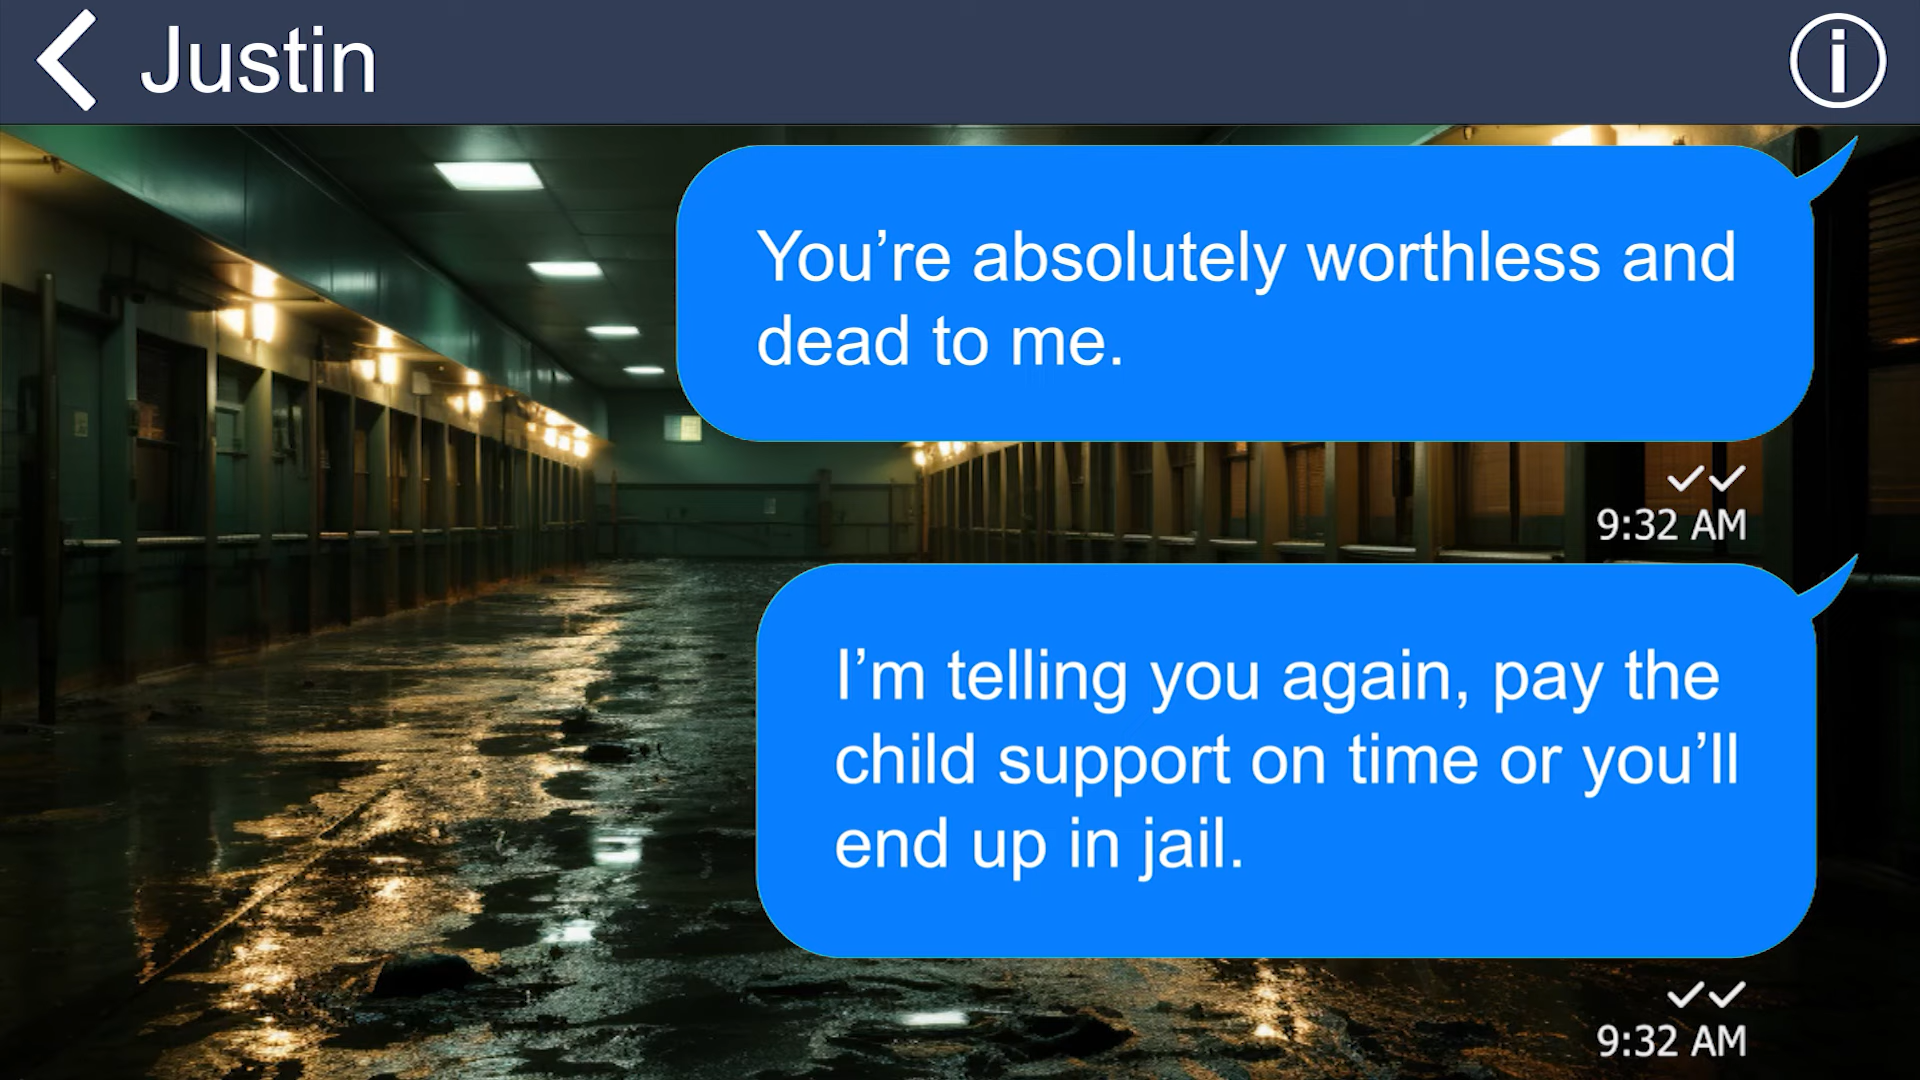 Justin
You’re absolutely worthless and
dead to me.
9:32 AM
I’m telling you again, pay the
child support on time or you’ll
end up in jail.
9:32 AM